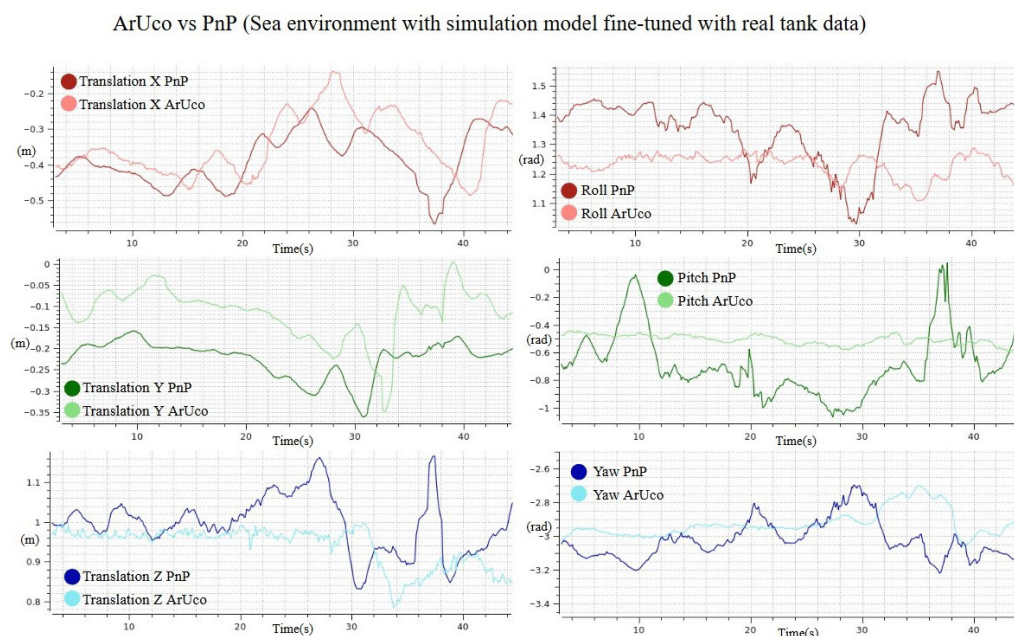 ArUco vs PnP (Sea environment with simulation model fine-tuned with real tank data)
Translation X PnP
Translation X ArUco
−0.2
−0.3
(m)
−0.4
−0.5
10
20
30
40
Time(s)
Roll PnP
Roll ArUco
1.5
1.4
1.3
(rad)
1.2
1.1
10
20
30
40
Time(s)
Translation Y PnP
Translation Y ArUco
0
−0.05
−0.1
−0.15
(m)
−0.2
−0.25
−0.3
−0.35
10
20
30
40
Time(s)
Pitch PnP
Pitch ArUco
0
−0.2
−0.4
(rad)
−0.6
−0.8
−1
10
20
30
40
Time(s)
Translation Z PnP
Translation Z ArUco
1.1
1
(m)
0.9
0.8
10
20
30
40
Time(s)
Yaw PnP
Yaw ArUco
−2.6
−2.8
(rad)
−3
−3.2
−3.4
10
20
30
40
Time(s)